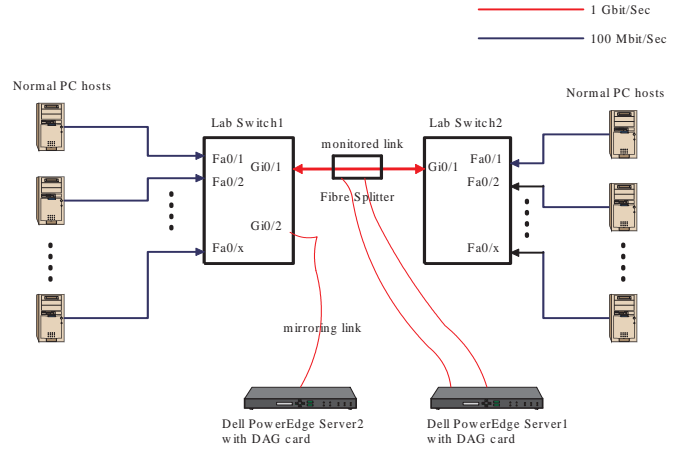 1 Gbit/Sec
100 Mbit/Sec
Normal PC hosts
Normal PC hosts
Lab Switch1
Lab Switch2
monitored link
Fa0/1
Gi0/1
Fa0/2
Gi0/2
Fa0/x
Gi0/1
Fa0/1
Fa0/2
Fa0/x
Fibre Splitter
mirroring link
Dell PowerEdge Server2
with DAG card
Dell PowerEdge Server1
with DAG card